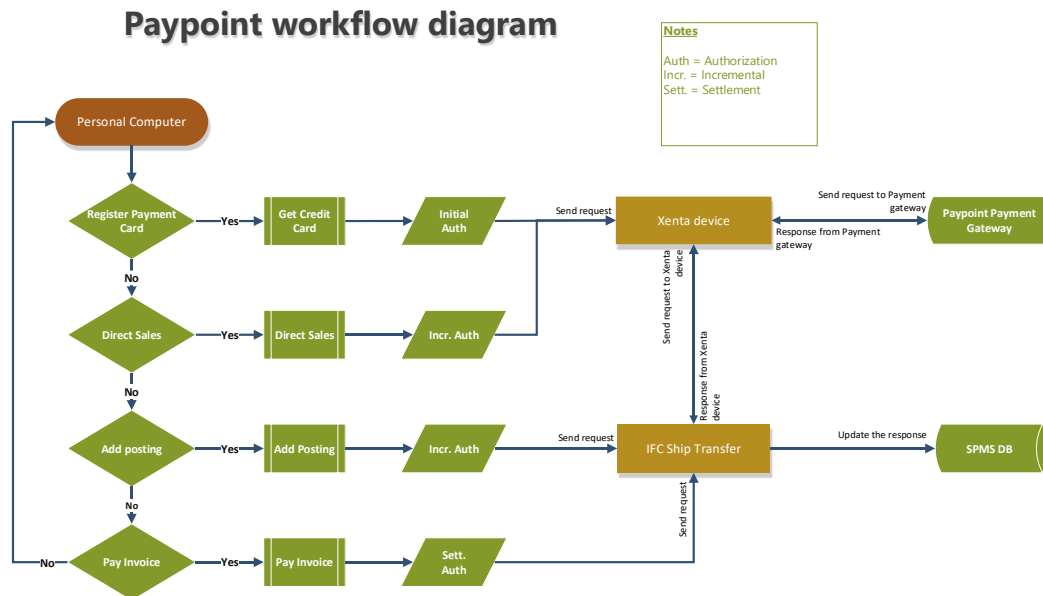 Paypoint workflow diagram
Notes
Auth = Authorization
Incr. = Incremental
Sett. = Settlement
Personal Computer
Register Payment
Card
Yes
Get Credit
Card
Initial
Auth
Send request
Xenta device
Send request to Payment
gateway
Response from Payment
gateway
Paypoint Payment
Gateway
No
Send request to Xenta
device
Direct Sales
Yes
Direct Sales
Incr. Auth
Response from Xenta
device
No
Add posting
Yes
Add Posting
Incr. Auth
Send request
IFC Ship Transfer
Update the response
SPMS DB
No
Send request
No
Pay Invoice
Yes
Pay Invoice
Sett.
Auth